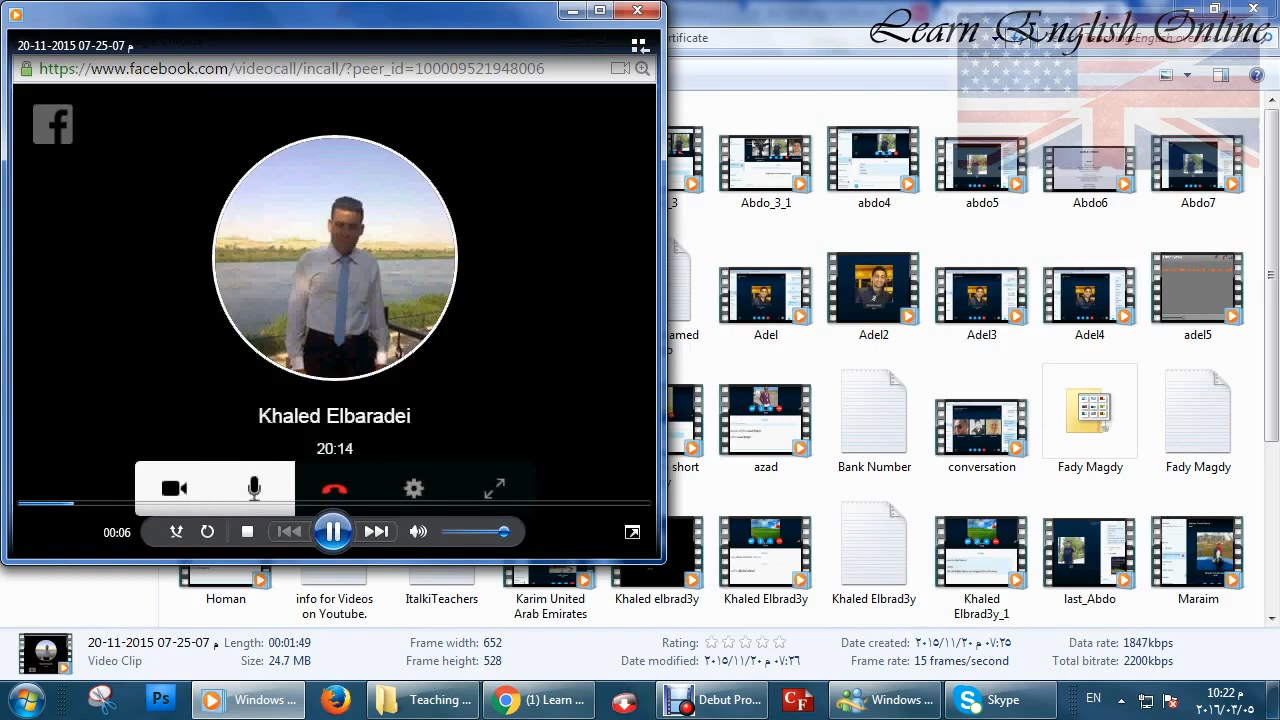 20-11-2015 07-25-07 م
https://www.facebook.com/videocall/incall/?peer_id=100009521948006
Khaled Elbaradei
20:14
00:06
Learn English Online
_3
Abdo_3_1
abdo4
abdo5
Abdo6
Abdo7
Adel
Adel2
Adel3
Adel4
adel5
short
azad
Bank Number
conversation
Fady Magdy
Fady Magdy
Homan
info for Videos
on Youtube.
ItalkiTeachers
Karim United
Arab Emirates
Khaled elbrad3y
Khaled Elbrad3y
Khaled Elbrad3y
Khaled
Elbrad3y_1
last_Abdo
Maraim
20-11-2015 07-25-07 م
Video Clip
Length: 00:01:49
Size: 24.7 MB
Frame width: 652
Frame height: 528
Rating:
Date modified: ٢٠١٥/١١/٢٠ ٠٧:٢٦ م
Date created: ٢٠١٥/١١/٢٠ ٠٧:٢٥ م
Frame rate: 15 frames/second
Data rate: 1847kbps
Total bitrate: 2200kbps
Ps
Windows ...
Teaching ...
(1) Learn ...
Debut Pro...
CF
Windows ...
Skype
EN
10:22 م
٢٠١٦/٠٣/٠٥